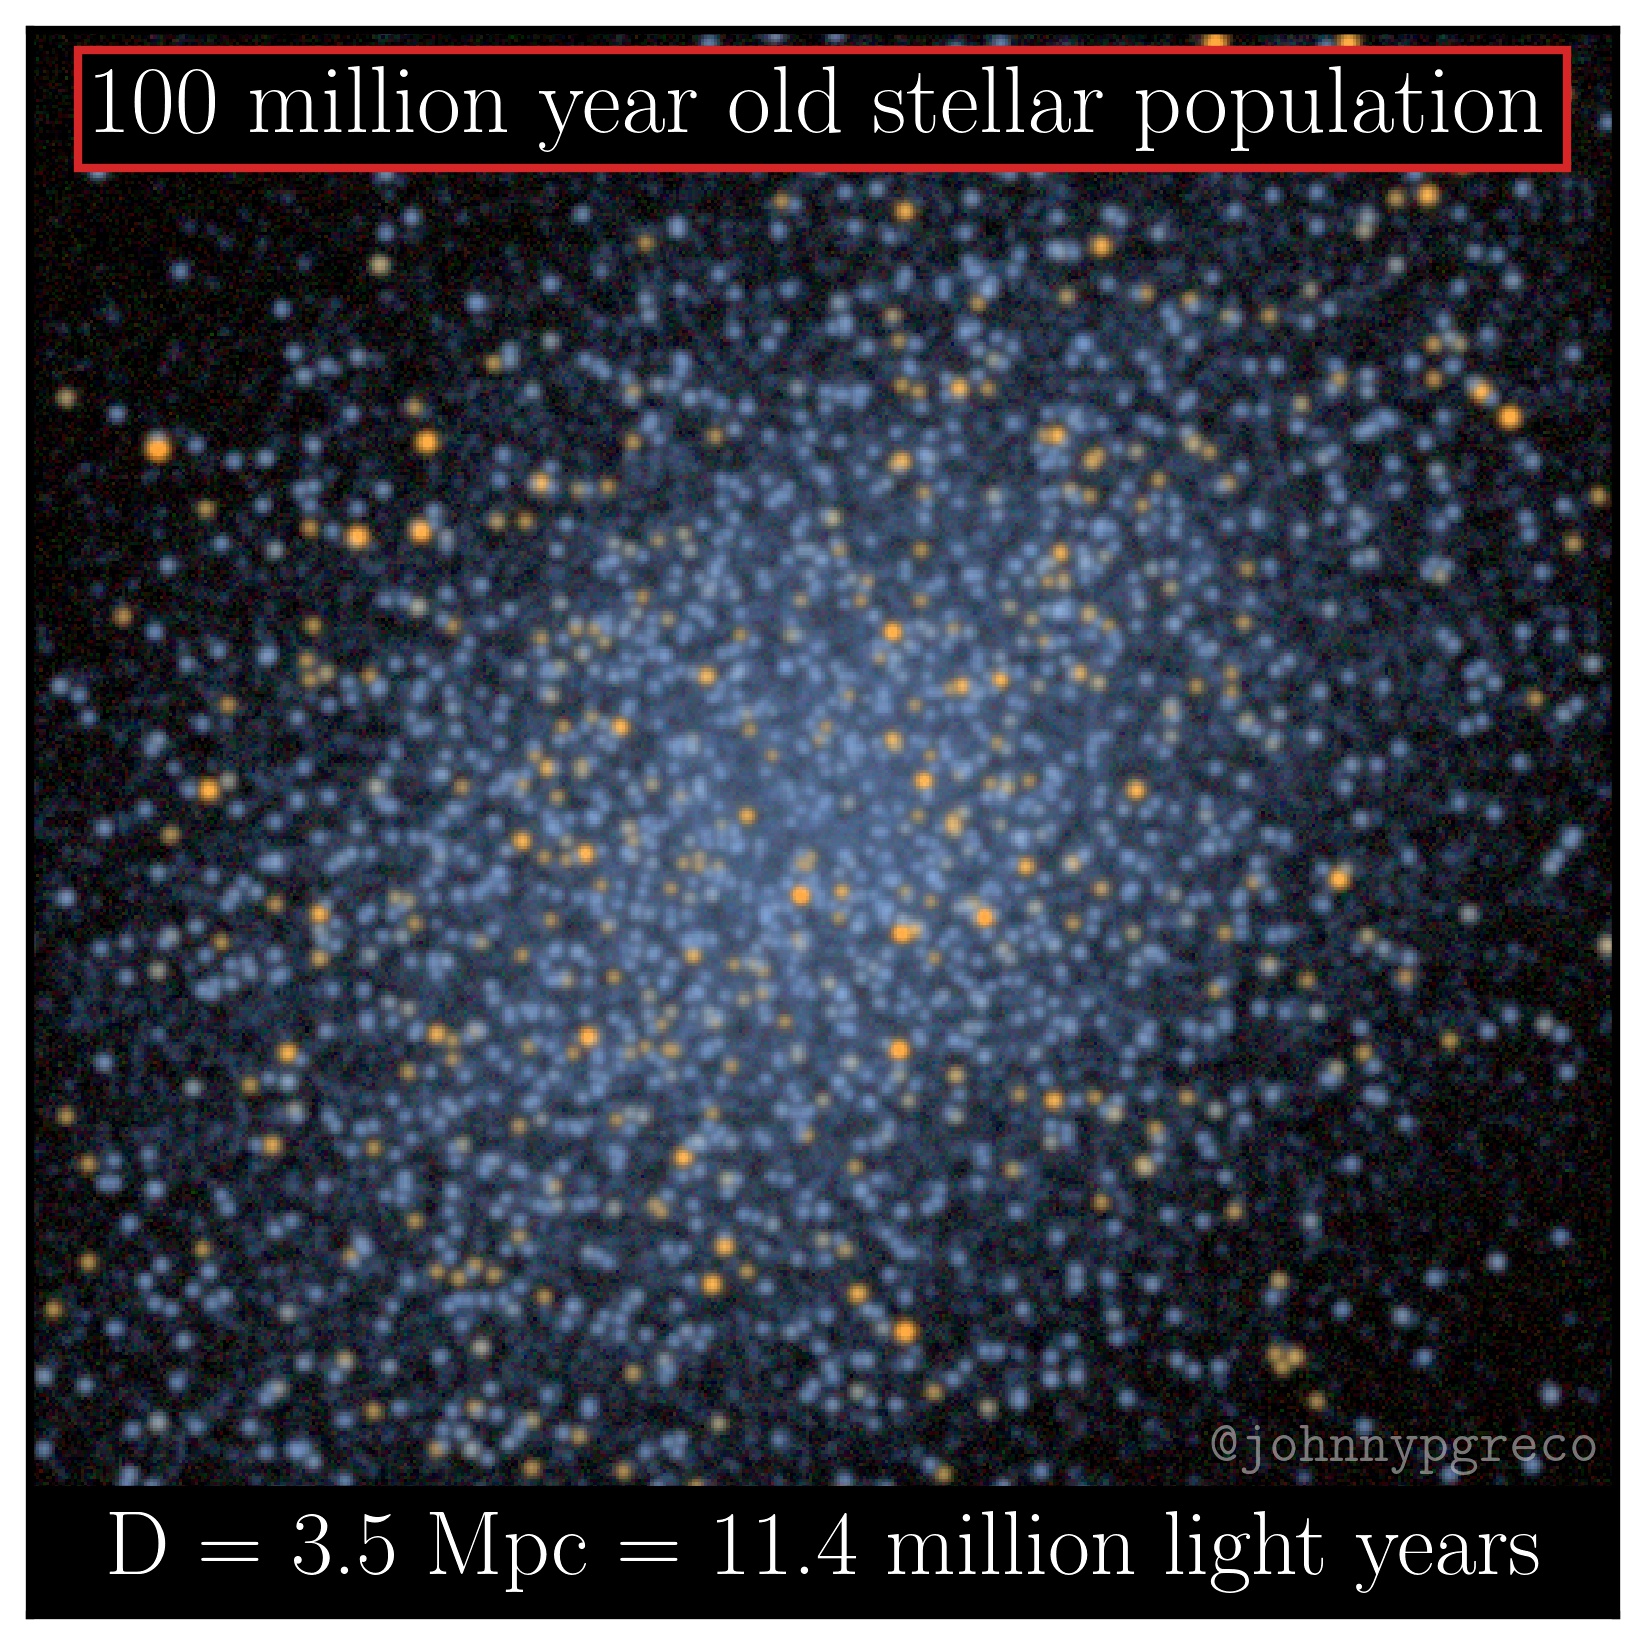 100 million year old stellar population
@johnnypgreco
D = 3.5 Mpc = 11.4 million light years